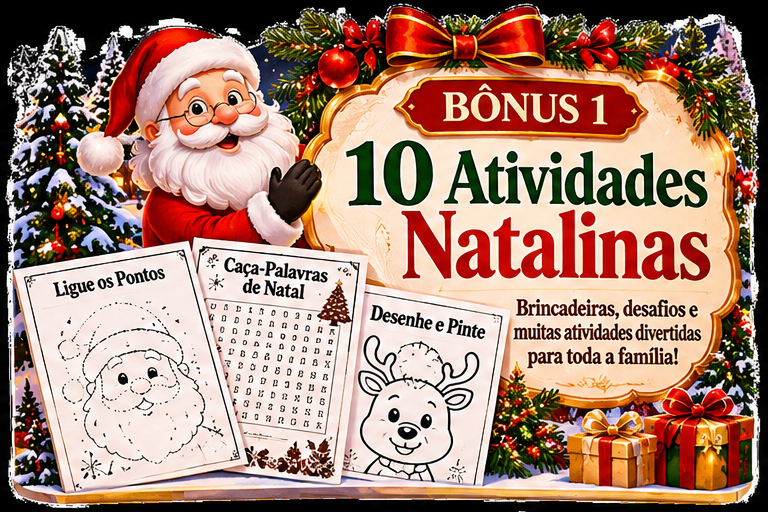 BÔNUS 1
10 Atividades
Natalinas
Brincadeiras, desafios e
muitas atividades divertidas
para toda a família!
Ligue os Pontos
Caça-Palavras
de Natal
Desenhe e Pinte